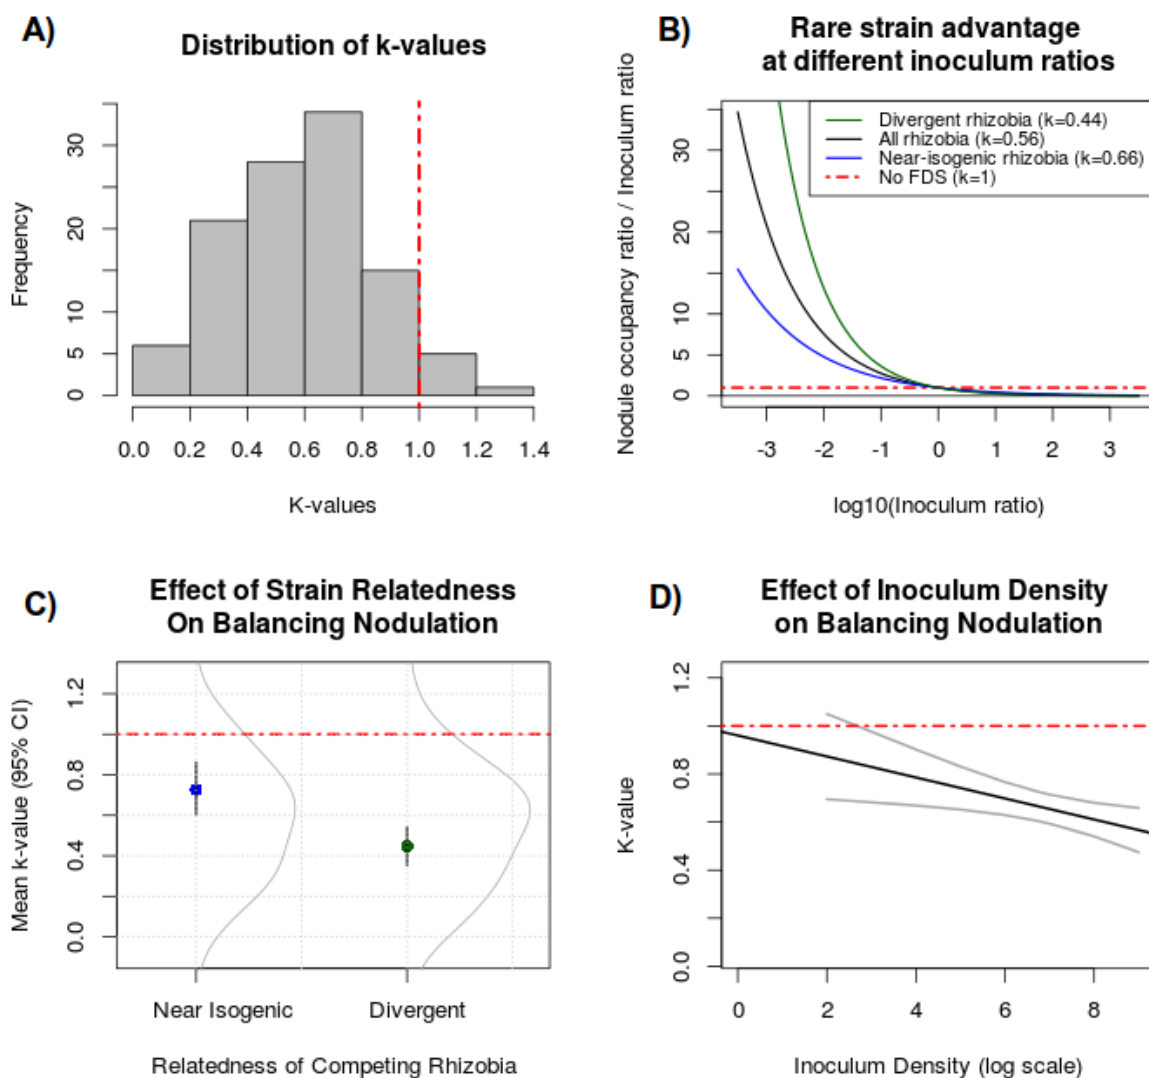 A)
Distribution of k-values
Frequency
30
20
10
5
0
0.0 0.2 0.4 0.6 0.8 1.0 1.2 1.4
K-values
B)
Rare strain advantage
at different inoculum ratios
Nodule occupancy ratio / Inoculum ratio
30
20
10
5
0
Divergent rhizobia (k=0.44)
All rhizobia (k=0.56)
Near-isogenic rhizobia (k=0.66)
No FDS (k=1)
-3 -2 -1 0 1 2 3
log10(Inoculum ratio)
C)
Effect of Strain Relatedness
On Balancing Nodulation
Mean k-value (95% CI)
1.2
0.8
0.4
0.0
Near Isogenic Divergent
Relatedness of Competing Rhizobia
D)
Effect of Inoculum Density
on Balancing Nodulation
K-value
1.2
0.8
0.4
0.0
0 2 4 6 8
Inoculum Density (log scale)